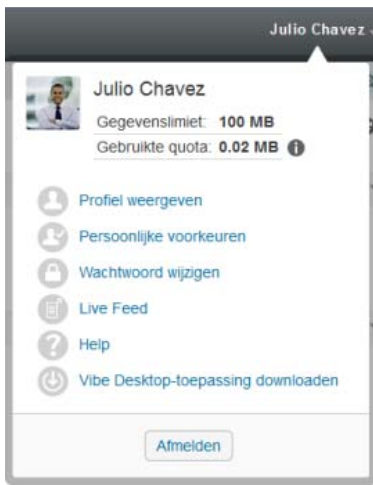 Julio Chavez
Julio Chavez
Gegevenslimiet: 100 MB
Gebruikte quota: 0.02 MB
Profiel weergeven
Persoonlijke voorkeuren
Wachtwoord wijzigen
Live Feed
Help
Vibe Desktop-toepassing downloaden
Afmelden